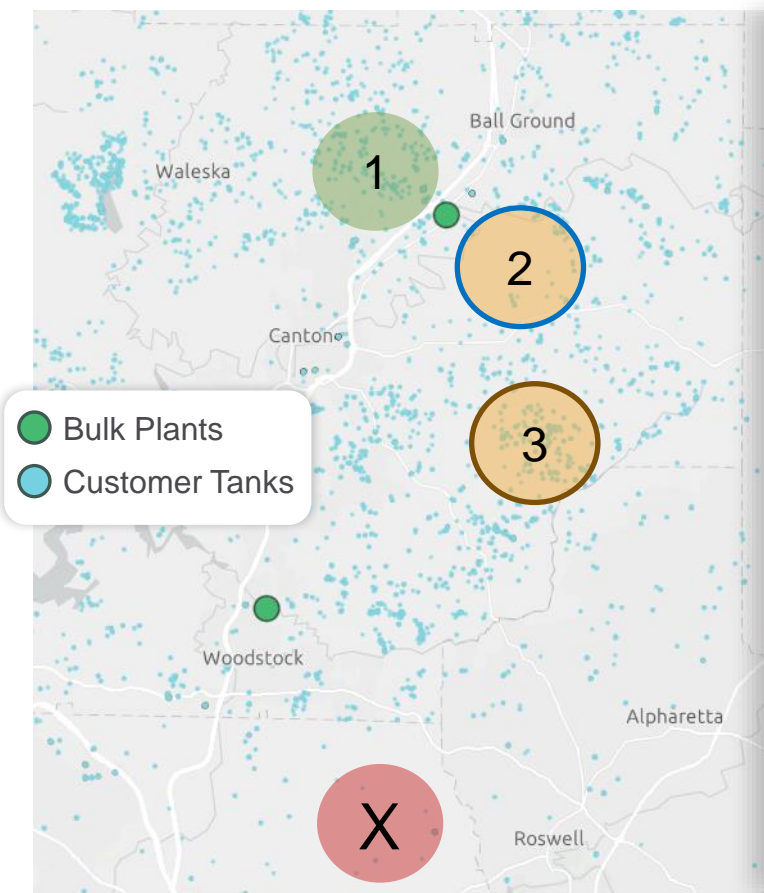 Ball Ground
1
Waleska
2
Canton
Bulk Plants
3
Customer Tanks
Woodstock
Alpharetta
X
Roswell